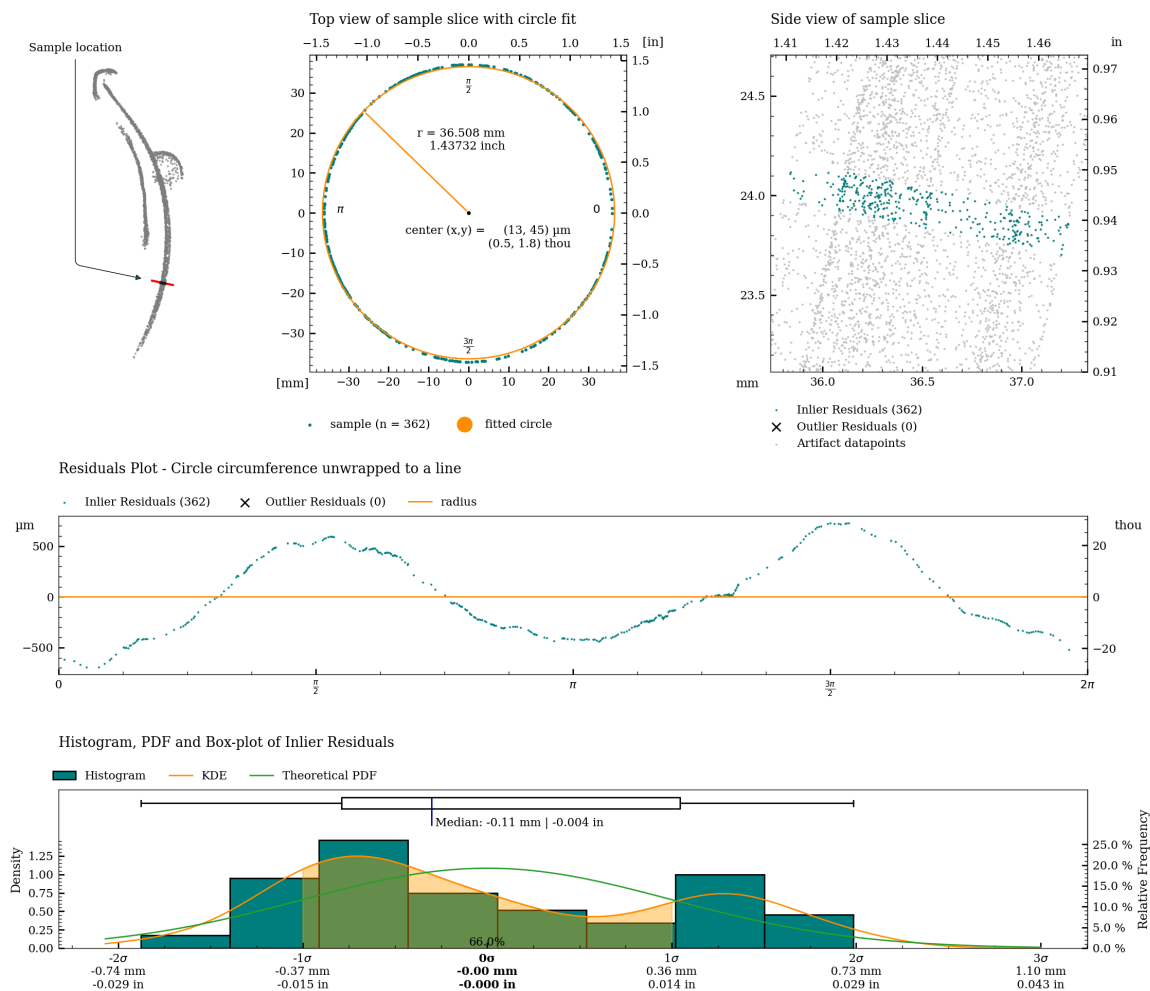 Sample location
Top view of sample slice with circle fit
−1.5 −1.0 −0.5 0.0 0.5 1.0 1.5 [in]
30
20
10
0
−10
−20
−30
1.5
1.0
0.5
0.0
−0.5
−1.0
−1.5
π/2
r = 36.508 mm
1.43732 inch
π
0
center (x,y) = (13, 45) µm
(0.5, 1.8) thou
3π/2
[mm] −30 −20 −10 0 10 20 30
sample (n = 362) fitted circle
Side view of sample slice
1.41 1.42 1.43 1.44 1.45 1.46 in
24.5
24.0
23.5
0.97
0.96
0.95
0.94
0.93
0.92
0.91
mm 36.0 36.5 37.0
Inlier Residuals (362)
Outlier Residuals (0)
Artifact datapoints
Residuals Plot - Circle circumference unwrapped to a line
Inlier Residuals (362) Outlier Residuals (0) radius
µm thou
500 20
0 0
−500 −20
0 π/2 π 3π/2 2π
Histogram, PDF and Box-plot of Inlier Residuals
Histogram KDE Theoretical PDF
Median: -0.11 mm | -0.004 in
Density
1.25
1.00
0.75
0.50
0.25
0.00
Relative Frequency
25.0 %
20.0 %
15.0 %
10.0 %
5.0 %
0.0 %
66.0%
-2σ -1σ 0σ 1σ 2σ 3σ
-0.74 mm -0.37 mm -0.00 mm 0.36 mm 0.73 mm 1.10 mm
-0.029 in -0.015 in -0.000 in 0.014 in 0.029 in 0.043 in